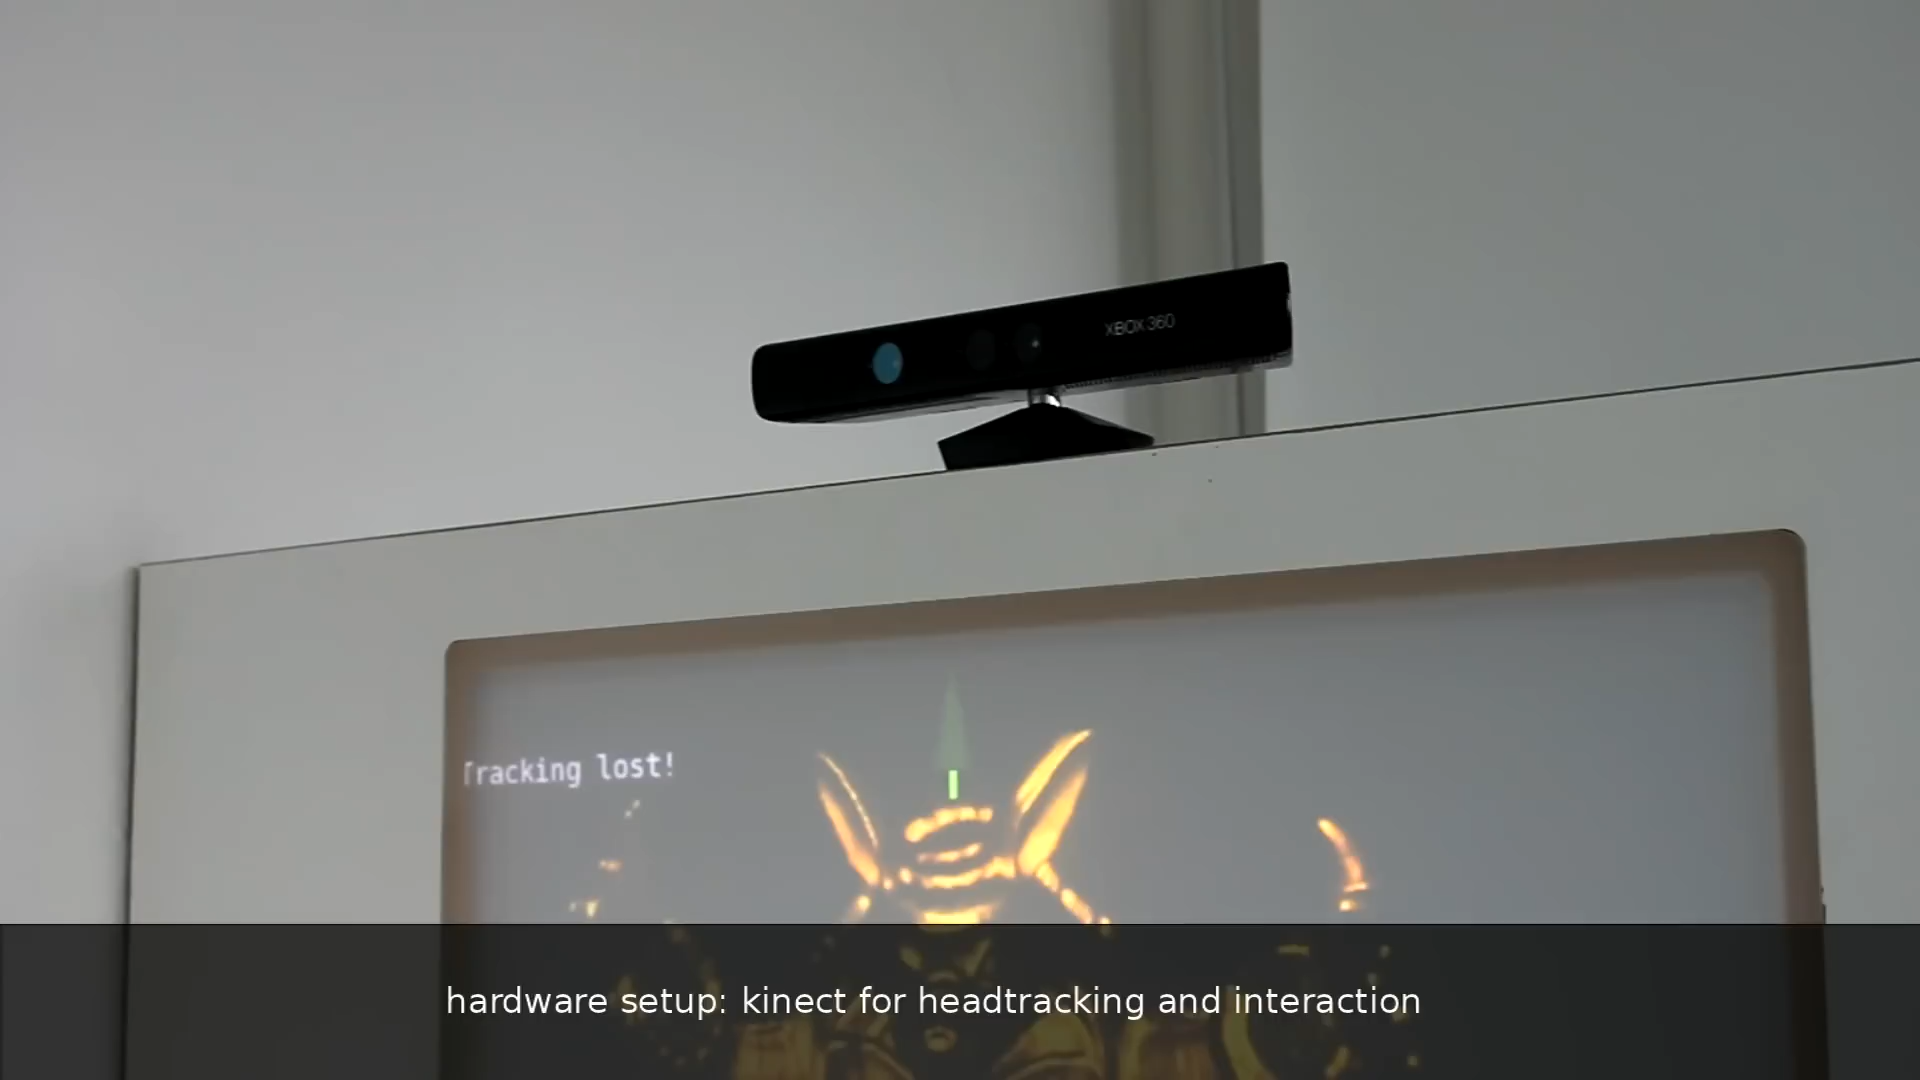 XBOX 360
Tracking lost!
hardware setup: kinect for headtracking and interaction